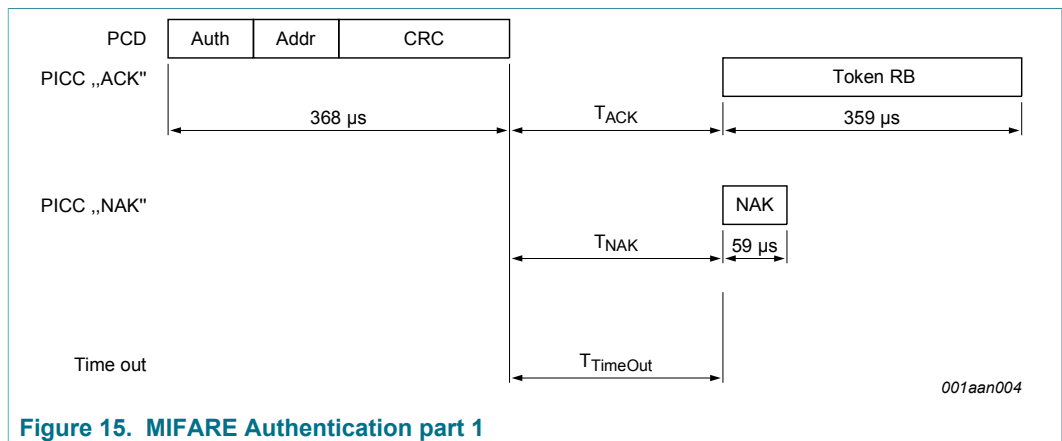 PCD Auth Addr CRC
PICC ,,ACK" Token RB
368 µs TACK 359 µs
PICC ,,NAK" NAK
TNAK 59 µs
Time out TTimeOut
001aan004
Figure 15. MIFARE Authentication part 1